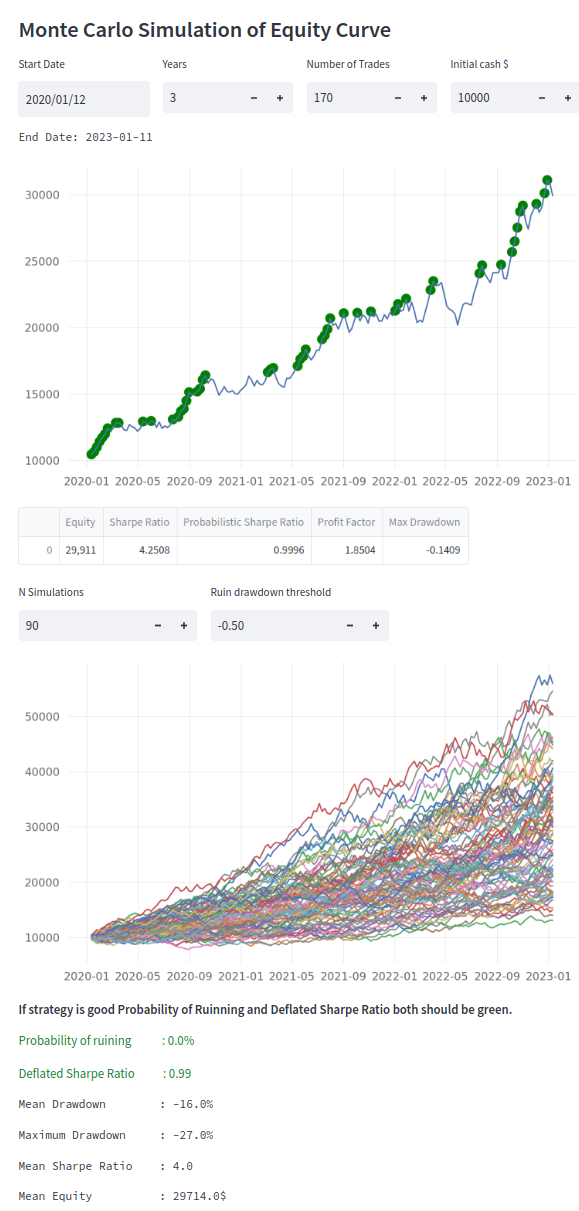 Monte Carlo Simulation of Equity Curve
Start Date Years Number of Trades Initial cash $
2020/01/12 3 − + 170 − + 10000 − +
End Date: 2023-01-11
30000
25000
20000
15000
10000
2020-01 2020-05 2020-09 2021-01 2021-05 2021-09 2022-01 2022-05 2022-09 2023-01
Equity Sharpe Ratio Probabilistic Sharpe Ratio Profit Factor Max Drawdown
0 29,911 4.2508 0.9996 1.8504 -0.1409
N Simulations Ruin drawdown threshold
90 − + -0.50 − +
50000
40000
30000
20000
10000
2020-01 2020-05 2020-09 2021-01 2021-05 2021-09 2022-01 2022-05 2022-09 2023-01
If strategy is good Probability of Ruinning and Deflated Sharpe Ratio both should be green.
Probability of ruining : 0.0%
Deflated Sharpe Ratio : 0.99
Mean Drawdown : -16.0%
Maximum Drawdown : -27.0%
Mean Sharpe Ratio : 4.0
Mean Equity : 29714.0$